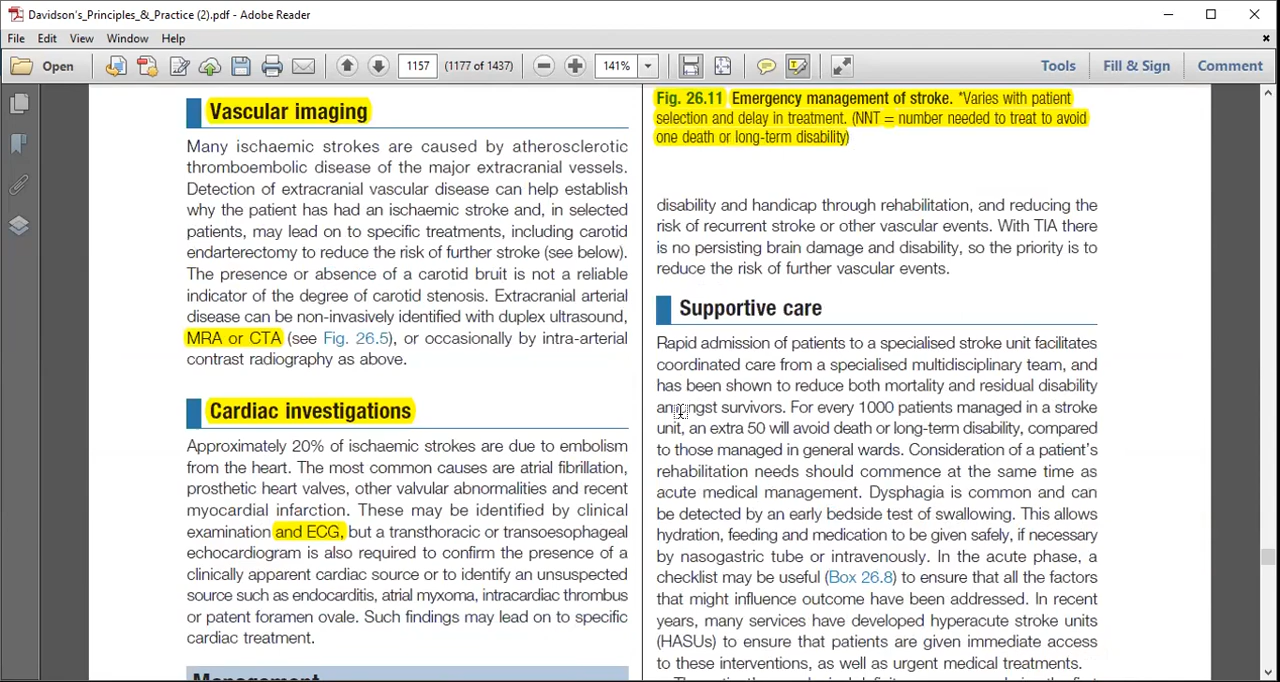 Davidson's_Principles_&_Practice (2).pdf - Adobe Reader
File Edit View Window Help
Open 1157 (1177 of 1437) 141% Tools Fill & Sign Comment
Vascular imaging
Many ischaemic strokes are caused by atherosclerotic
thromboembolic disease of the major extracranial vessels.
Detection of extracranial vascular disease can help establish
why the patient has had an ischaemic stroke and, in selected
patients, may lead on to specific treatments, including carotid
endarterectomy to reduce the risk of further stroke (see below).
The presence or absence of a carotid bruit is not a reliable
indicator of the degree of carotid stenosis. Extracranial arterial
disease can be non-invasively identified with duplex ultrasound,
MRA or CTA (see Fig. 26.5), or occasionally by intra-arterial
contrast radiography as above.
Cardiac investigations
Approximately 20% of ischaemic strokes are due to embolism
from the heart. The most common causes are atrial fibrillation,
prosthetic heart valves, other valvular abnormalities and recent
myocardial infarction. These may be identified by clinical
examination and ECG, but a transthoracic or transoesophageal
echocardiogram is also required to confirm the presence of a
clinically apparent cardiac source or to identify an unsuspected
source such as endocarditis, atrial myxoma, intracardiac thrombus
or patent foramen ovale. Such findings may lead on to specific
cardiac treatment.
Management
Fig. 26.11 Emergency management of stroke. *Varies with patient
selection and delay in treatment. (NNT = number needed to treat to avoid
one death or long-term disability)
disability and handicap through rehabilitation, and reducing the
risk of recurrent stroke or other vascular events. With TIA there
is no persisting brain damage and disability, so the priority is to
reduce the risk of further vascular events.
Supportive care
Rapid admission of patients to a specialised stroke unit facilitates
coordinated care from a specialised multidisciplinary team, and
has been shown to reduce both mortality and residual disability
amongst survivors. For every 1000 patients managed in a stroke
unit, an extra 50 will avoid death or long-term disability, compared
to those managed in general wards. Consideration of a patient's
rehabilitation needs should commence at the same time as
acute medical management. Dysphagia is common and can
be detected by an early bedside test of swallowing. This allows
hydration, feeding and medication to be given safely, if necessary
by nasogastric tube or intravenously. In the acute phase, a
checklist may be useful (Box 26.8) to ensure that all the factors
that might influence outcome have been addressed. In recent
years, many services have developed hyperacute stroke units
(HASUs) to ensure that patients are given immediate access
to these interventions, as well as urgent medical treatments.